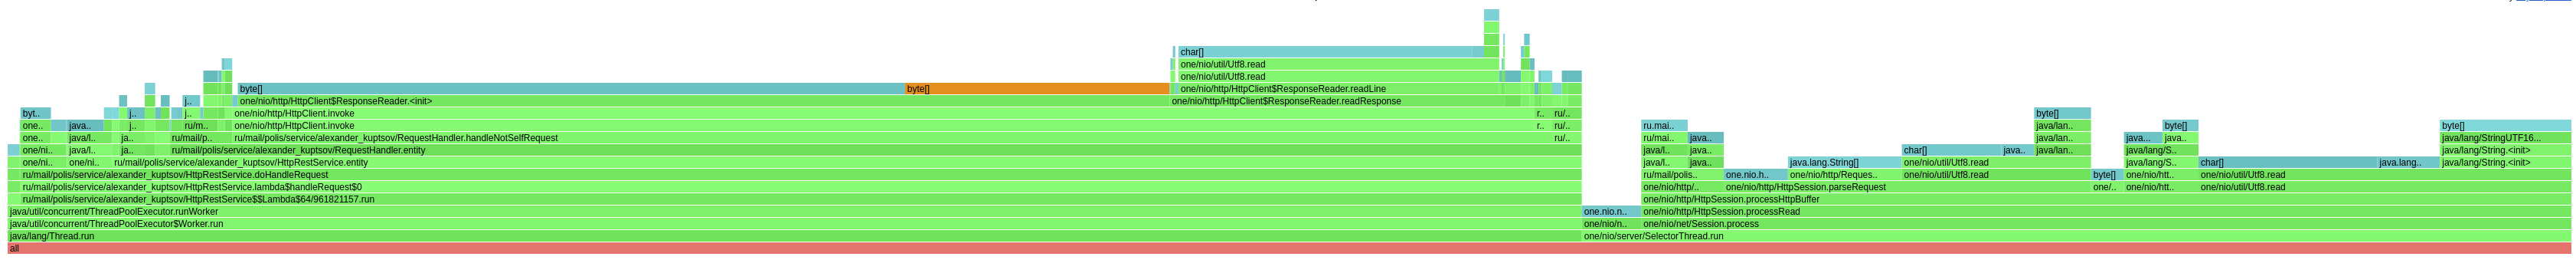 char[]
one/nio/util/Utf8.read
one/nio/util/Utf8.read
byte[] byte[] one/nio/http/HttpClient$ResponseReader.readLine
j.. one/nio/http/HttpClient$ResponseReader.<init> one/nio/http/HttpClient$ResponseReader.readResponse
byt.. j.. j.. one/nio/http/HttpClient.invoke r.. ru/.. byte[]
one.. java.. j.. ru/m.. one/nio/http/HttpClient.invoke r.. ru/.. ru.mai.. java/lan.. byte[] byte[]
one.. java/l.. ja.. ru/mail/p.. ru/mail/polis/service/alexander_kuptsov/RequestHandler.handleNotSelfRequest ru/.. ru/mai.. java.. java/lan.. java... java.. java/lang/StringUTF16...
one/ni.. java/l.. ja.. ru/mail/polis/service/alexander_kuptsov/RequestHandler.entity java/l.. java.. char[] java.. java/lan.. java/lang/S.. java/lang/String.<init>
one/ni.. one/ni.. ru/mail/polis/service/alexander_kuptsov/HttpRestService.entity java/l.. java.. java.lang.String[] one/nio/util/Utf8.read java/lang/S.. char[] java.lang.. java/lang/String.<init>
ru/mail/polis/service/alexander_kuptsov/HttpRestService.doHandleRequest ru/mail/polis.. one.nio.h.. one/nio/http/Reques.. one/nio/util/Utf8.read byte[] one/nio/htt.. one/nio/util/Utf8.read
ru/mail/polis/service/alexander_kuptsov/HttpRestService.lambda$handleRequest$0 one/nio/http/.. one/nio/http/HttpSession.parseRequest one/.. one/nio/htt.. one/nio/util/Utf8.read
ru/mail/polis/service/alexander_kuptsov/HttpRestService$$Lambda$64/961821157.run one/nio/http/HttpSession.processHttpBuffer
java/util/concurrent/ThreadPoolExecutor.runWorker one.nio.n.. one/nio/http/HttpSession.processRead
java/util/concurrent/ThreadPoolExecutor$Worker.run one/nio/n.. one/nio/net/Session.process
java/lang/Thread.run one/nio/server/SelectorThread.run
all